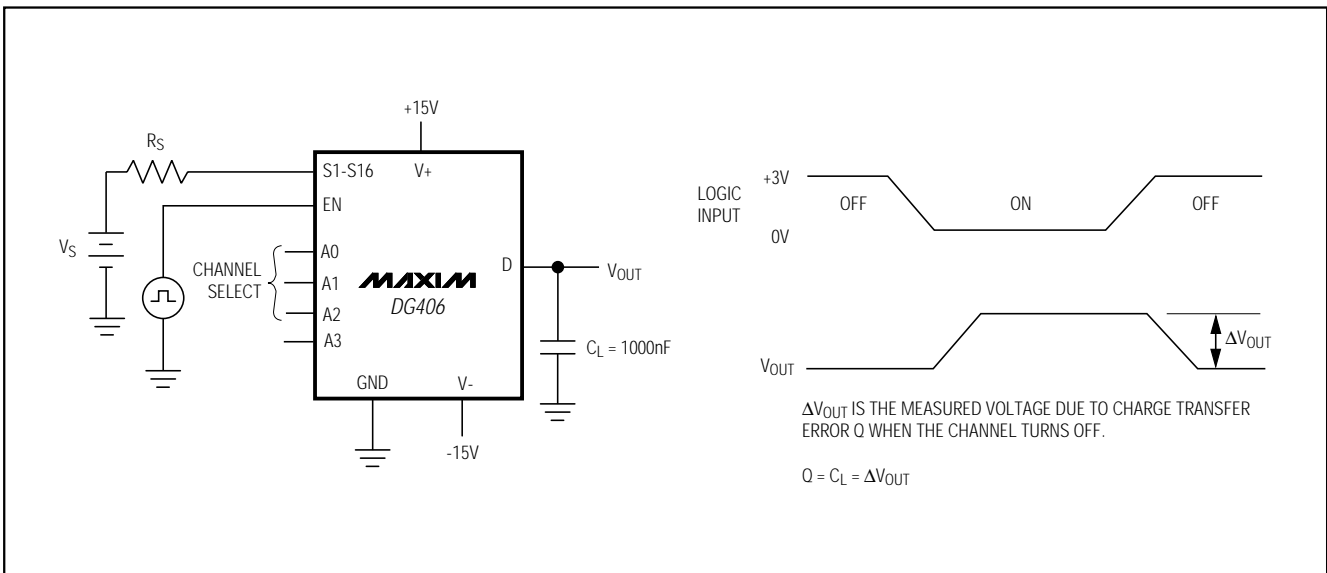 +15V
RS
S1-S16
V+
EN
VS
A0
CHANNEL
SELECT
A1
MAXIM
D
VOUT
DG406
A2
A3
CL = 1000nF
GND
V-
-15V
LOGIC
INPUT
+3V
OFF
ON
OFF
0V
ΔVOUT
VOUT
ΔVOUT IS THE MEASURED VOLTAGE DUE TO CHARGE TRANSFER
ERROR Q WHEN THE CHANNEL TURNS OFF.
Q = CL = ΔVOUT